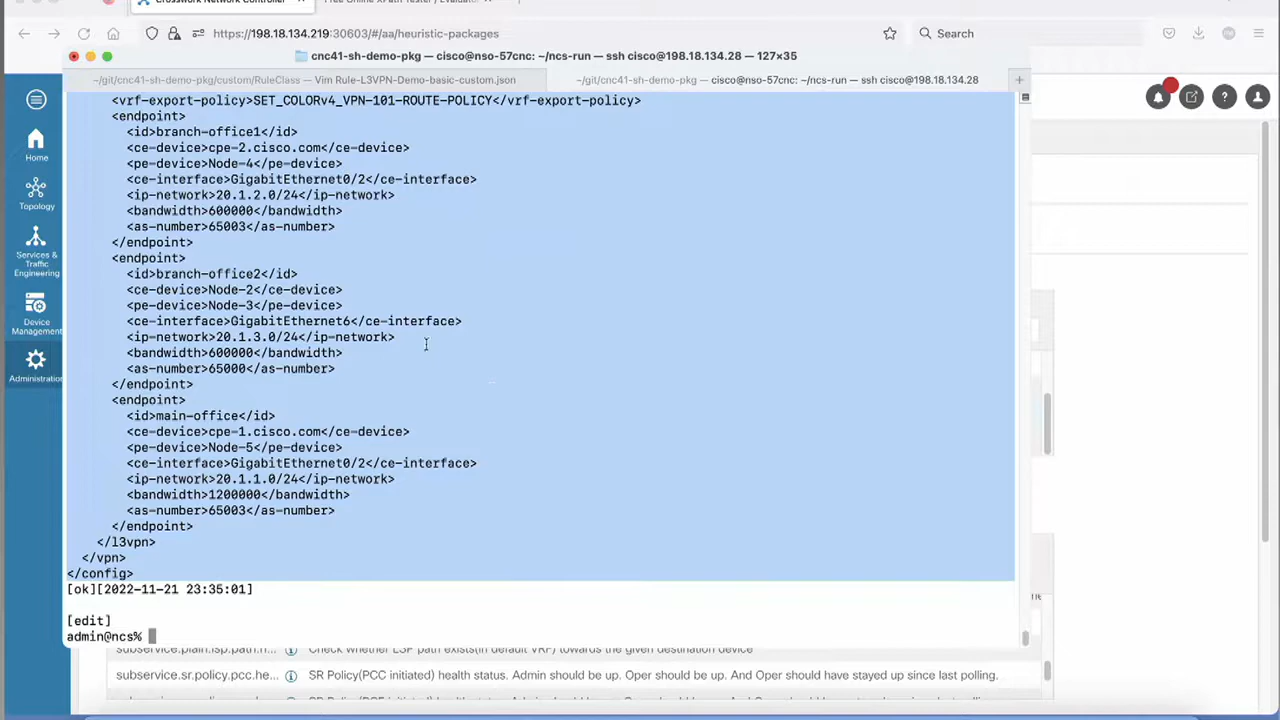 Crosswork Network Controller
Free Online XPath Tester / Evaluat
https://198.18.134.219:30603/#/aa/heuristic-packages
Search
cnc41-sh-demo-pkg — cisco@nso-57cnc: ~/ncs-run — ssh cisco@198.18.134.28 — 127×35
~/git/cnc41-sh-demo-pkg/custom/RuleClass — Vim Rule-L3VPN-Demo-basic-custom.json
~/git/cnc41-sh-demo-pkg — cisco@nso-57cnc: ~/ncs-run — ssh cisco@198.18.134.28
Home
Topology
Services &
Traffic
Engineering
Device
Management
Administration
<vrf-export-policy>SET_COLORv4_VPN-101-ROUTE-POLICY</vrf-export-policy>
<endpoint>
<id>branch-office1</id>
<ce-device>cpe-2.cisco.com</ce-device>
<pe-device>Node-4</pe-device>
<ce-interface>GigabitEthernet0/2</ce-interface>
<ip-network>20.1.2.0/24</ip-network>
<bandwidth>600000</bandwidth>
<as-number>65003</as-number>
</endpoint>
<endpoint>
<id>branch-office2</id>
<ce-device>Node-2</ce-device>
<pe-device>Node-3</pe-device>
<ce-interface>GigabitEthernet6</ce-interface>
<ip-network>20.1.3.0/24</ip-network>
<bandwidth>600000</bandwidth>
<as-number>65000</as-number>
</endpoint>
<endpoint>
<id>main-office</id>
<ce-device>cpe-1.cisco.com</ce-device>
<pe-device>Node-5</pe-device>
<ce-interface>GigabitEthernet0/2</ce-interface>
<ip-network>20.1.1.0/24</ip-network>
<bandwidth>1200000</bandwidth>
<as-number>65003</as-number>
</endpoint>
</l3vpn>
</vpn>
</config>
[ok][2022-11-21 23:35:01]
[edit]
admin@ncs%
subservice.plain.lsp.path.h... Check whether LSP path exists(in default VRF) towards the given destination device
subservice.sr.policy.pcc.he... SR Policy(PCC initiated) health status. Admin should be up. Oper should be up. And Oper should have stayed up since last polling.